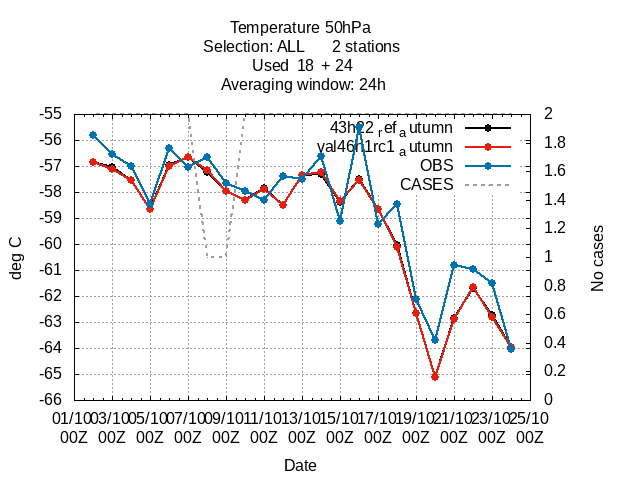 Temperature 50hPa
Selection: ALL 2 stations
Used 18 + 24
Averaging window: 24h
-55 2
43h22ref_autumn
val46h1rc1_autumn
OBS
CASES
-56 1.8
-57 1.6
-58 1.4
-59 1.2
-60 1
-61 0.8
-62 0.6
-63 0.4
-64 0.2
-65 0
-66
deg C
No cases
01/10 03/10 05/10 07/10 09/10 11/10 13/10 15/10 17/10 19/10 21/10 23/10 25/10
00Z 00Z 00Z 00Z 00Z 00Z 00Z 00Z 00Z 00Z 00Z 00Z 00Z
Date